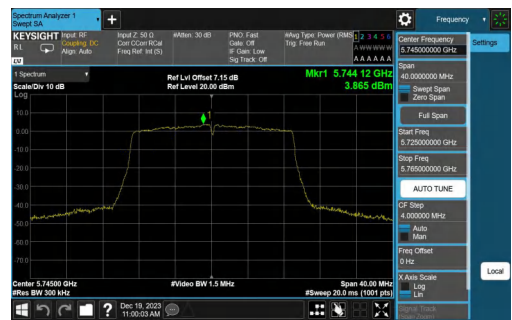 Spectrum Analyzer 1
Swept SA
+
Frequency
KEYSIGHT
RL
LV
Input: RF
Coupling: DC
Align: Auto
Input Z: 50 Ω
Corr CCorr RCal
Freq Ref: Int (S)
#Atten: 30 dB
PNO: Fast
Gate: Off
IF Gain: Low
Sig Track: Off
#Avg Type: Power (RMS)
Trig: Free Run
1 2 3 4 5 6
A W W W W W
A A A A A A
1 Spectrum
Scale/Div 10 dB
Log
Ref Lvl Offset 7.15 dB
Ref Level 20.00 dBm
Mkr1 5.744 12 GHz
3.865 dBm
1
10.0
0.00
-10.0
-20.0
-30.0
-40.0
-50.0
-60.0
-70.0
Center 5.74500 GHz
#Res BW 300 kHz
#Video BW 1.5 MHz
Span 40.00 MHz
#Sweep 20.0 ms (1001 pts)
Dec 19, 2023
11:00:03 AM
?
Center Frequency
5.745000000 GHz
Span
40.0000000 MHz
Swept Span
Zero Span
Full Span
Start Freq
5.725000000 GHz
Stop Freq
5.765000000 GHz
AUTO TUNE
CF Step
4.000000 MHz
Auto
Man
Freq Offset
0 Hz
X Axis Scale
Log
Lin
Signal Track
Settings
Local